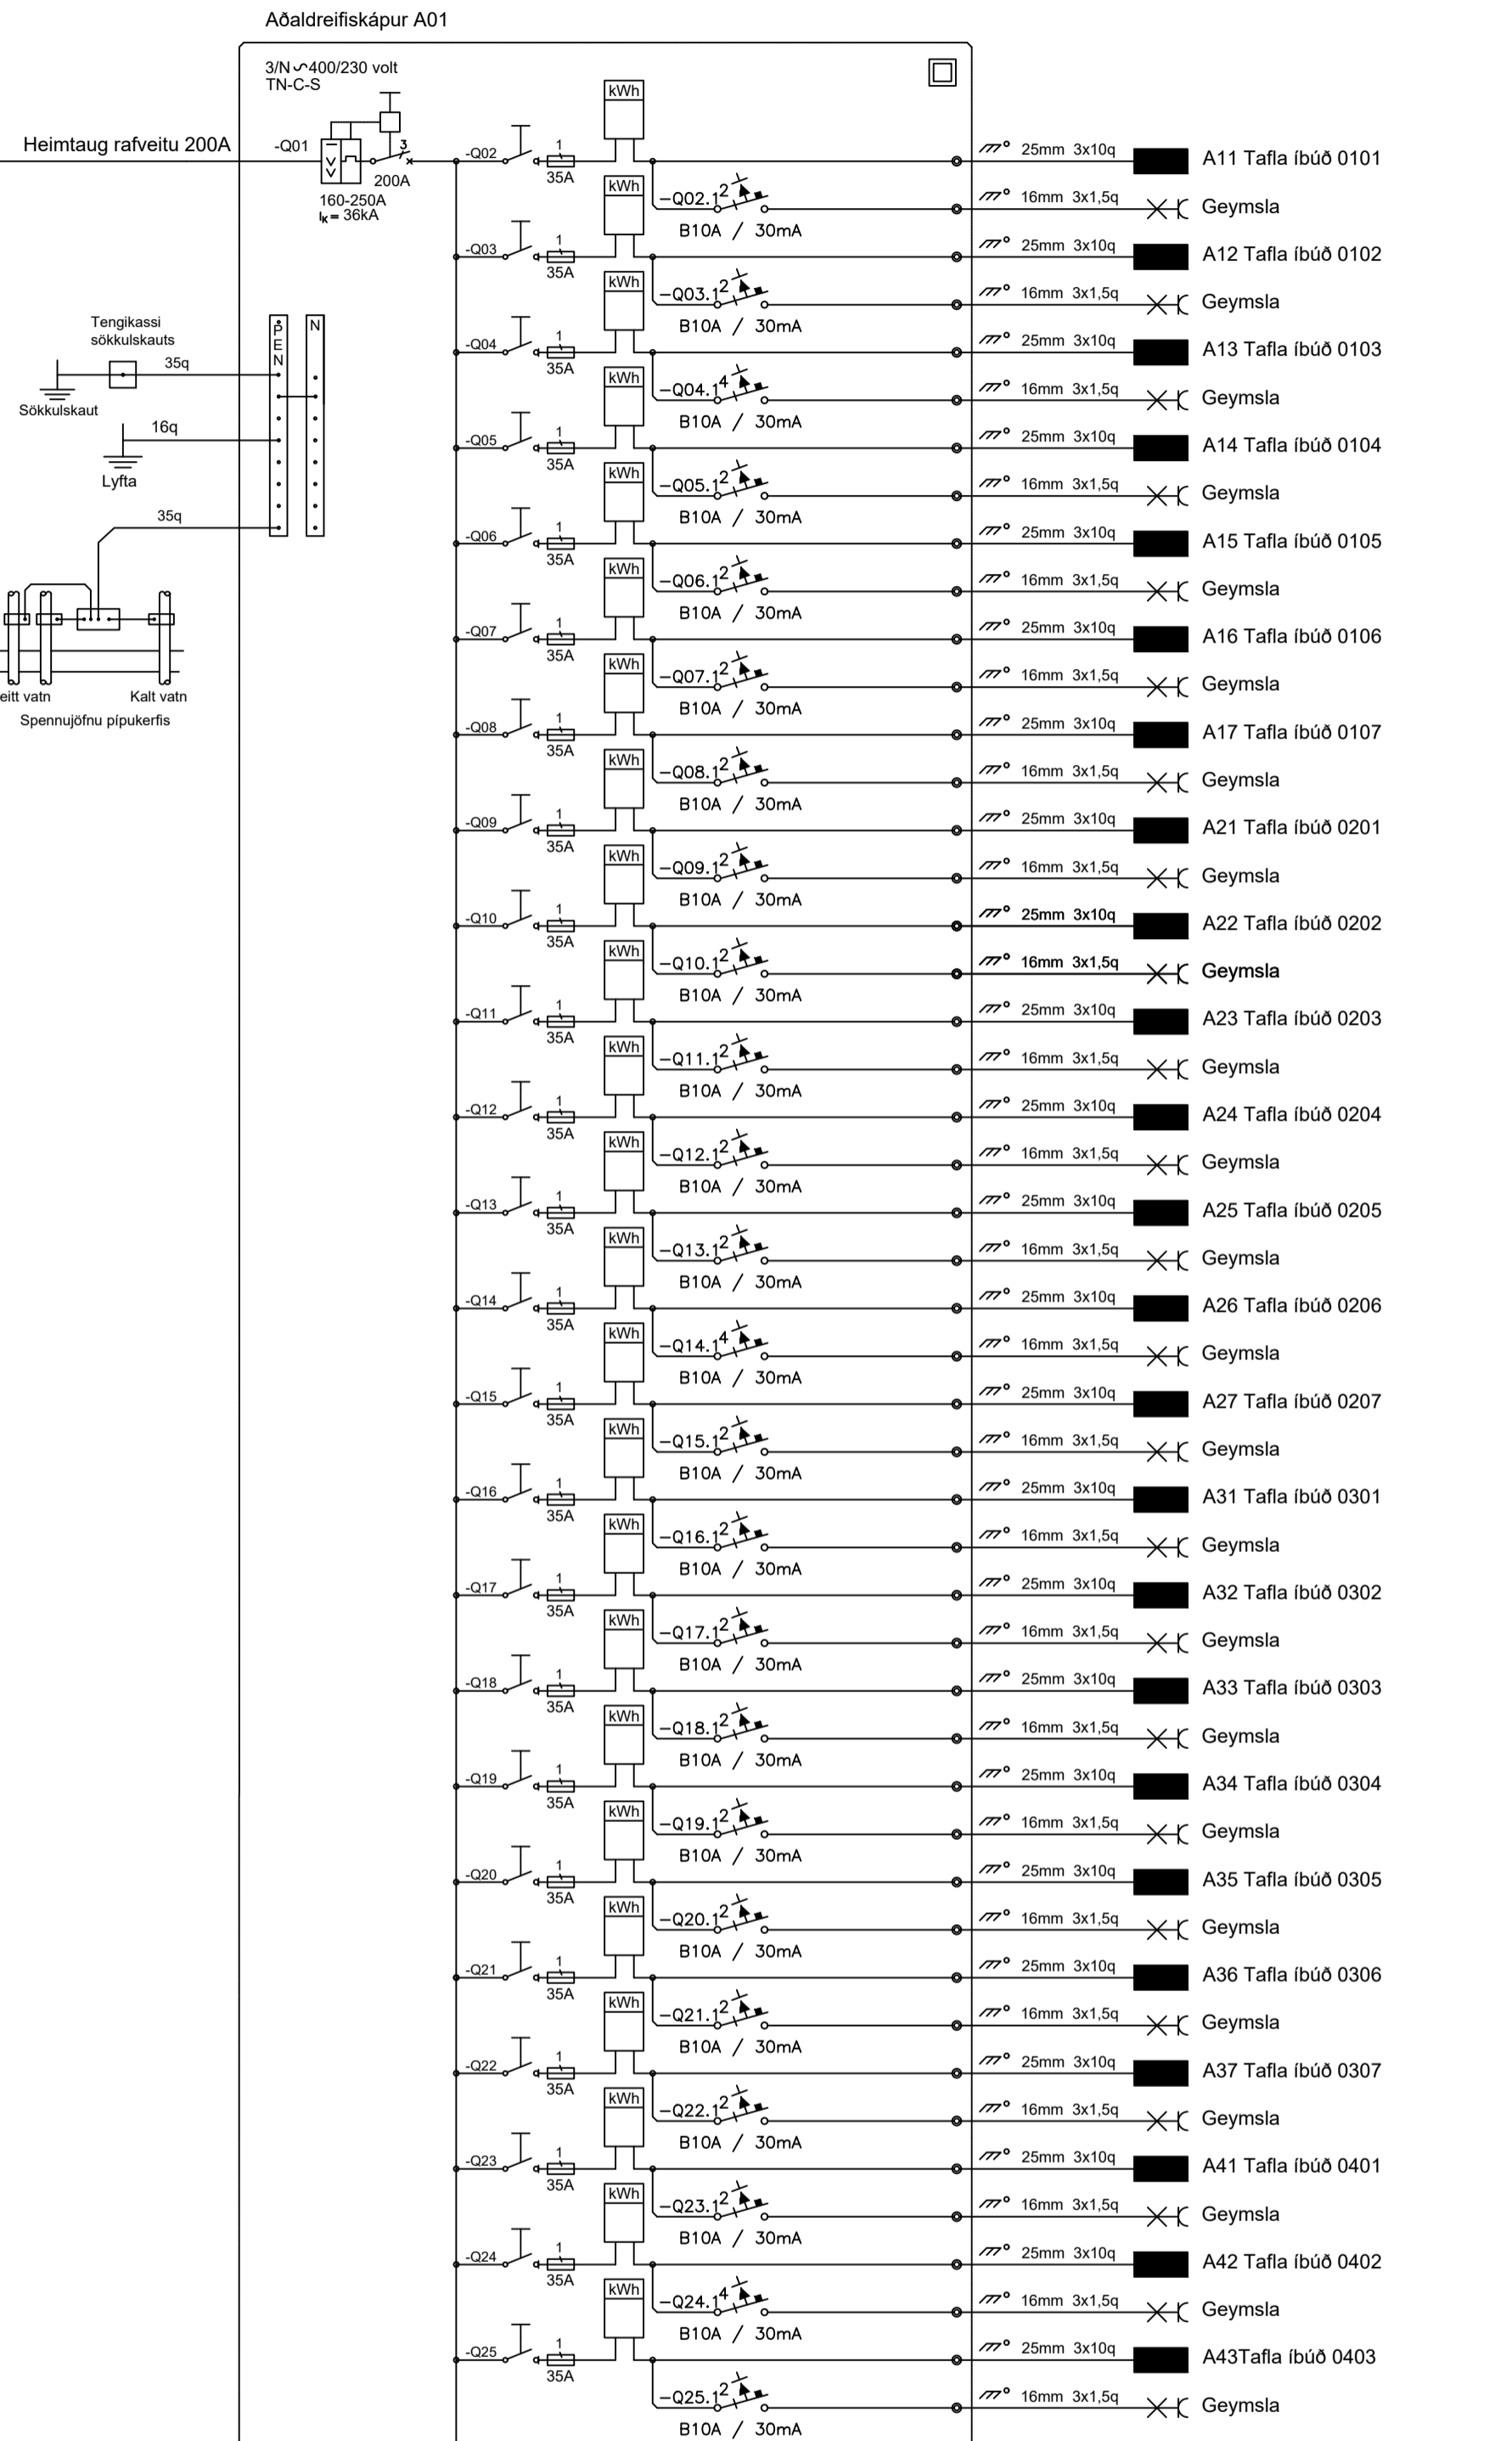 Aðaldreifiskápur A01
3/N 400/230 volt
TN-C-S
Heimtaug rafveitu 200A
-Q01
3
200A
160-250A
IK = 36kA
Tengikassi
sökkulskauts
35q
Sökkulskaut
16q
Lyfta
35q
PEN
N
eitt vatn
Kalt vatn
Spennujöfnu pípukerfis
-Q02 1 35A kWh 25mm 3x10q A11 Tafla íbúð 0101
-Q02.1 2 B10A / 30mA 16mm 3x1,5q Geymsla
-Q03 1 35A kWh 25mm 3x10q A12 Tafla íbúð 0102
-Q03.1 2 B10A / 30mA 16mm 3x1,5q Geymsla
-Q04 1 35A kWh 25mm 3x10q A13 Tafla íbúð 0103
-Q04.1 4 B10A / 30mA 16mm 3x1,5q Geymsla
-Q05 1 35A kWh 25mm 3x10q A14 Tafla íbúð 0104
-Q05.1 2 B10A / 30mA 16mm 3x1,5q Geymsla
-Q06 1 35A kWh 25mm 3x10q A15 Tafla íbúð 0105
-Q06.1 2 B10A / 30mA 16mm 3x1,5q Geymsla
-Q07 1 35A kWh 25mm 3x10q A16 Tafla íbúð 0106
-Q07.1 2 B10A / 30mA 16mm 3x1,5q Geymsla
-Q08 1 35A kWh 25mm 3x10q A17 Tafla íbúð 0107
-Q08.1 2 B10A / 30mA 16mm 3x1,5q Geymsla
-Q09 1 35A kWh 25mm 3x10q A21 Tafla íbúð 0201
-Q09.1 2 B10A / 30mA 16mm 3x1,5q Geymsla
-Q10 1 35A kWh 25mm 3x10q A22 Tafla íbúð 0202
-Q10.1 2 B10A / 30mA 16mm 3x1,5q Geymsla
-Q11 1 35A kWh 25mm 3x10q A23 Tafla íbúð 0203
-Q11.1 2 B10A / 30mA 16mm 3x1,5q Geymsla
-Q12 1 35A kWh 25mm 3x10q A24 Tafla íbúð 0204
-Q12.1 2 B10A / 30mA 16mm 3x1,5q Geymsla
-Q13 1 35A kWh 25mm 3x10q A25 Tafla íbúð 0205
-Q13.1 2 B10A / 30mA 16mm 3x1,5q Geymsla
-Q14 1 35A kWh 25mm 3x10q A26 Tafla íbúð 0206
-Q14.1 4 B10A / 30mA 16mm 3x1,5q Geymsla
-Q15 1 35A kWh 25mm 3x10q A27 Tafla íbúð 0207
-Q15.1 2 B10A / 30mA 16mm 3x1,5q Geymsla
-Q16 1 35A kWh 25mm 3x10q A31 Tafla íbúð 0301
-Q16.1 2 B10A / 30mA 16mm 3x1,5q Geymsla
-Q17 1 35A kWh 25mm 3x10q A32 Tafla íbúð 0302
-Q17.1 2 B10A / 30mA 16mm 3x1,5q Geymsla
-Q18 1 35A kWh 25mm 3x10q A33 Tafla íbúð 0303
-Q18.1 2 B10A / 30mA 16mm 3x1,5q Geymsla
-Q19 1 35A kWh 25mm 3x10q A34 Tafla íbúð 0304
-Q19.1 2 B10A / 30mA 16mm 3x1,5q Geymsla
-Q20 1 35A kWh 25mm 3x10q A35 Tafla íbúð 0305
-Q20.1 2 B10A / 30mA 16mm 3x1,5q Geymsla
-Q21 1 35A kWh 25mm 3x10q A36 Tafla íbúð 0306
-Q21.1 2 B10A / 30mA 16mm 3x1,5q Geymsla
-Q22 1 35A kWh 25mm 3x10q A37 Tafla íbúð 0307
-Q22.1 2 B10A / 30mA 16mm 3x1,5q Geymsla
-Q23 1 35A kWh 25mm 3x10q A41 Tafla íbúð 0401
-Q23.1 2 B10A / 30mA 16mm 3x1,5q Geymsla
-Q24 1 35A kWh 25mm 3x10q A42 Tafla íbúð 0402
-Q24.1 4 B10A / 30mA 16mm 3x1,5q Geymsla
-Q25 1 35A kWh 25mm 3x10q A43Tafla íbúð 0403
-Q25.1 2 B10A / 30mA 16mm 3x1,5q Geymsla